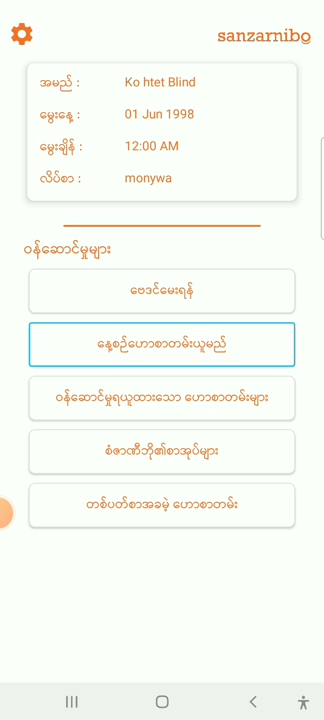 sanzarnibo
အမည် : Ko htet Blind
မွေးနေ့ : 01 Jun 1998
မွေးချိန် : 12:00 AM
လိပ်စာ : monywa
ဝန်ဆောင်မှုများ
ဗေဒင်မေးရန်
နေ့စဉ်ဟောစာတမ်းယူမည်
ဝန်ဆောင်မှုရယူထားသော ဟောစာတမ်းများ
စံဇာဏီဘို၏စာအုပ်များ
တစ်ပတ်စာအခမဲ့ ဟောစာတမ်း